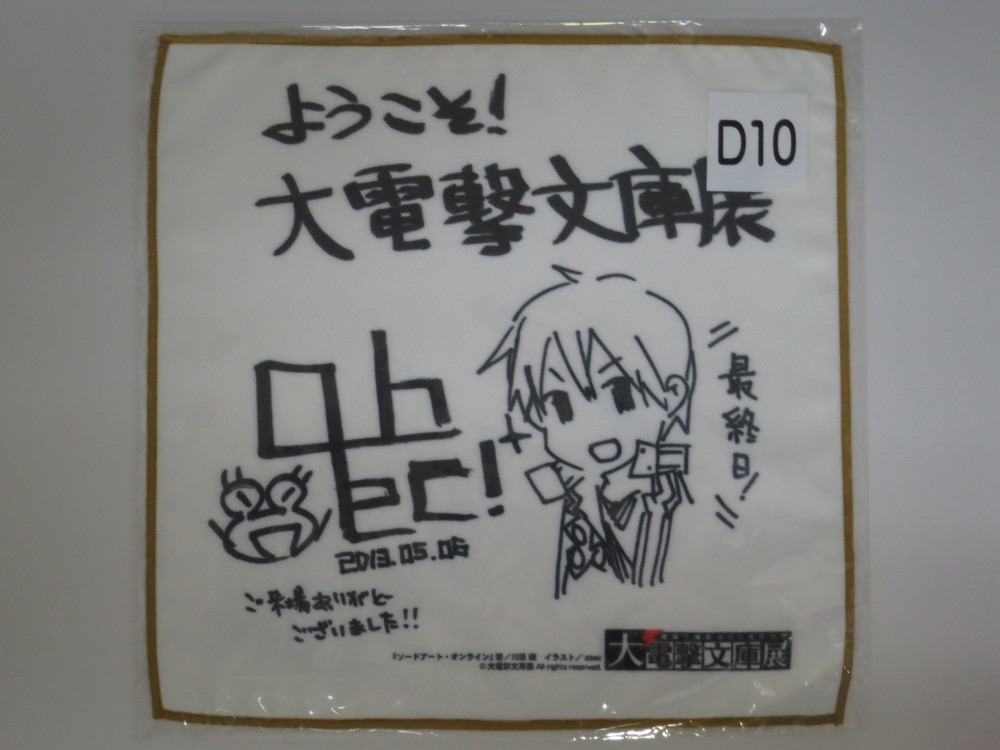 ようこそ!
D10
大電撃文庫展
最終日!
abec!
2013.05.06
ご来場ありがとー
ございました!!
『ソードアート・オンライン』著/川原 礫 イラスト/abec
©大電撃文庫展 All rights reserved.
大電撃文庫展